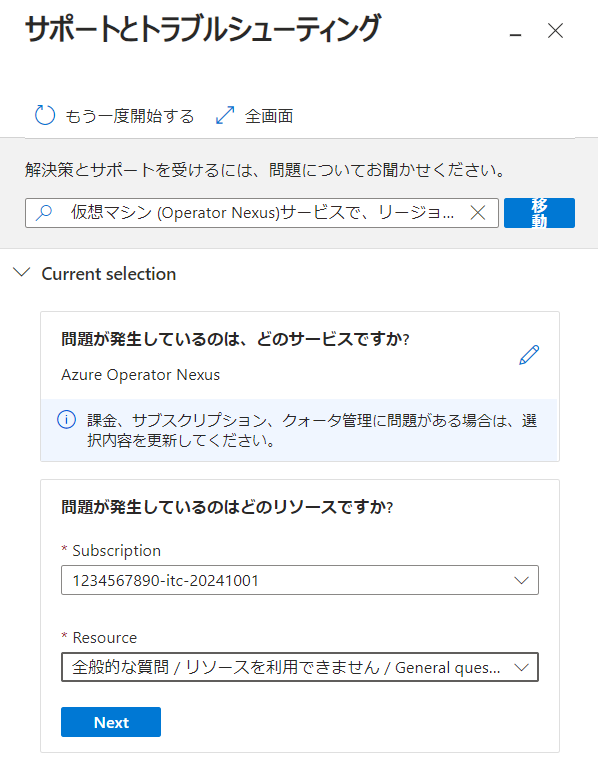 サポートとトラブルシューティング
もう一度開始する 全画面
解決策とサポートを受けるには、問題についてお聞かせください。
仮想マシン (Operator Nexus)サービスで、リージョ...
移動
Current selection
問題が発生しているのは、どのサービスですか?
Azure Operator Nexus
課金、サブスクリプション、クォータ管理に問題がある場合は、選
択内容を更新してください。
問題が発生しているのはどのリソースですか?
* Subscription
1234567890-itc-20241001
* Resource
全般的な質問 / リソースを利用できません / General ques...
Next